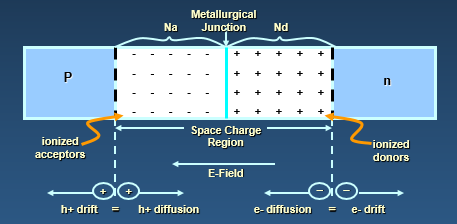 Metallurgical
Na Junction Nd
P - - - - - + + + + + n
- - - - - + + + + +
- - - - - + + + + +
- - - - - + + + + +
ionized
acceptors
Space Charge
Region
ionized
donors
E-Field
+ + − −
h+ drift = h+ diffusion e- diffusion = e- drift